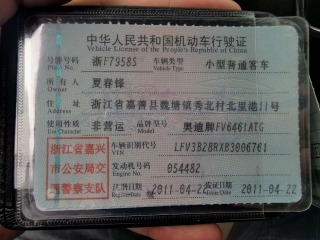 中华人民共和国机动车行驶证
Vehicle License of the People's Republic of China
号牌号码 浙F7958S 车辆类型 小型普通客车
Plate No. Vehicle Type
所有人 夏春锋
Owner
住址 浙江省嘉善县魏塘镇秀北村北里港11号
Address
使用性质 非营运 品牌型号 奥迪牌FV6461ATG
Use Character Model
浙江省嘉兴 车辆识别代号 LFV3B28RXB3006761
VIN
市公安局交 发动机号码 054482
Engine No.
通警察支队 注册日期 2011-04-22 发证日期 2011-04-22
Register Date Issue Date